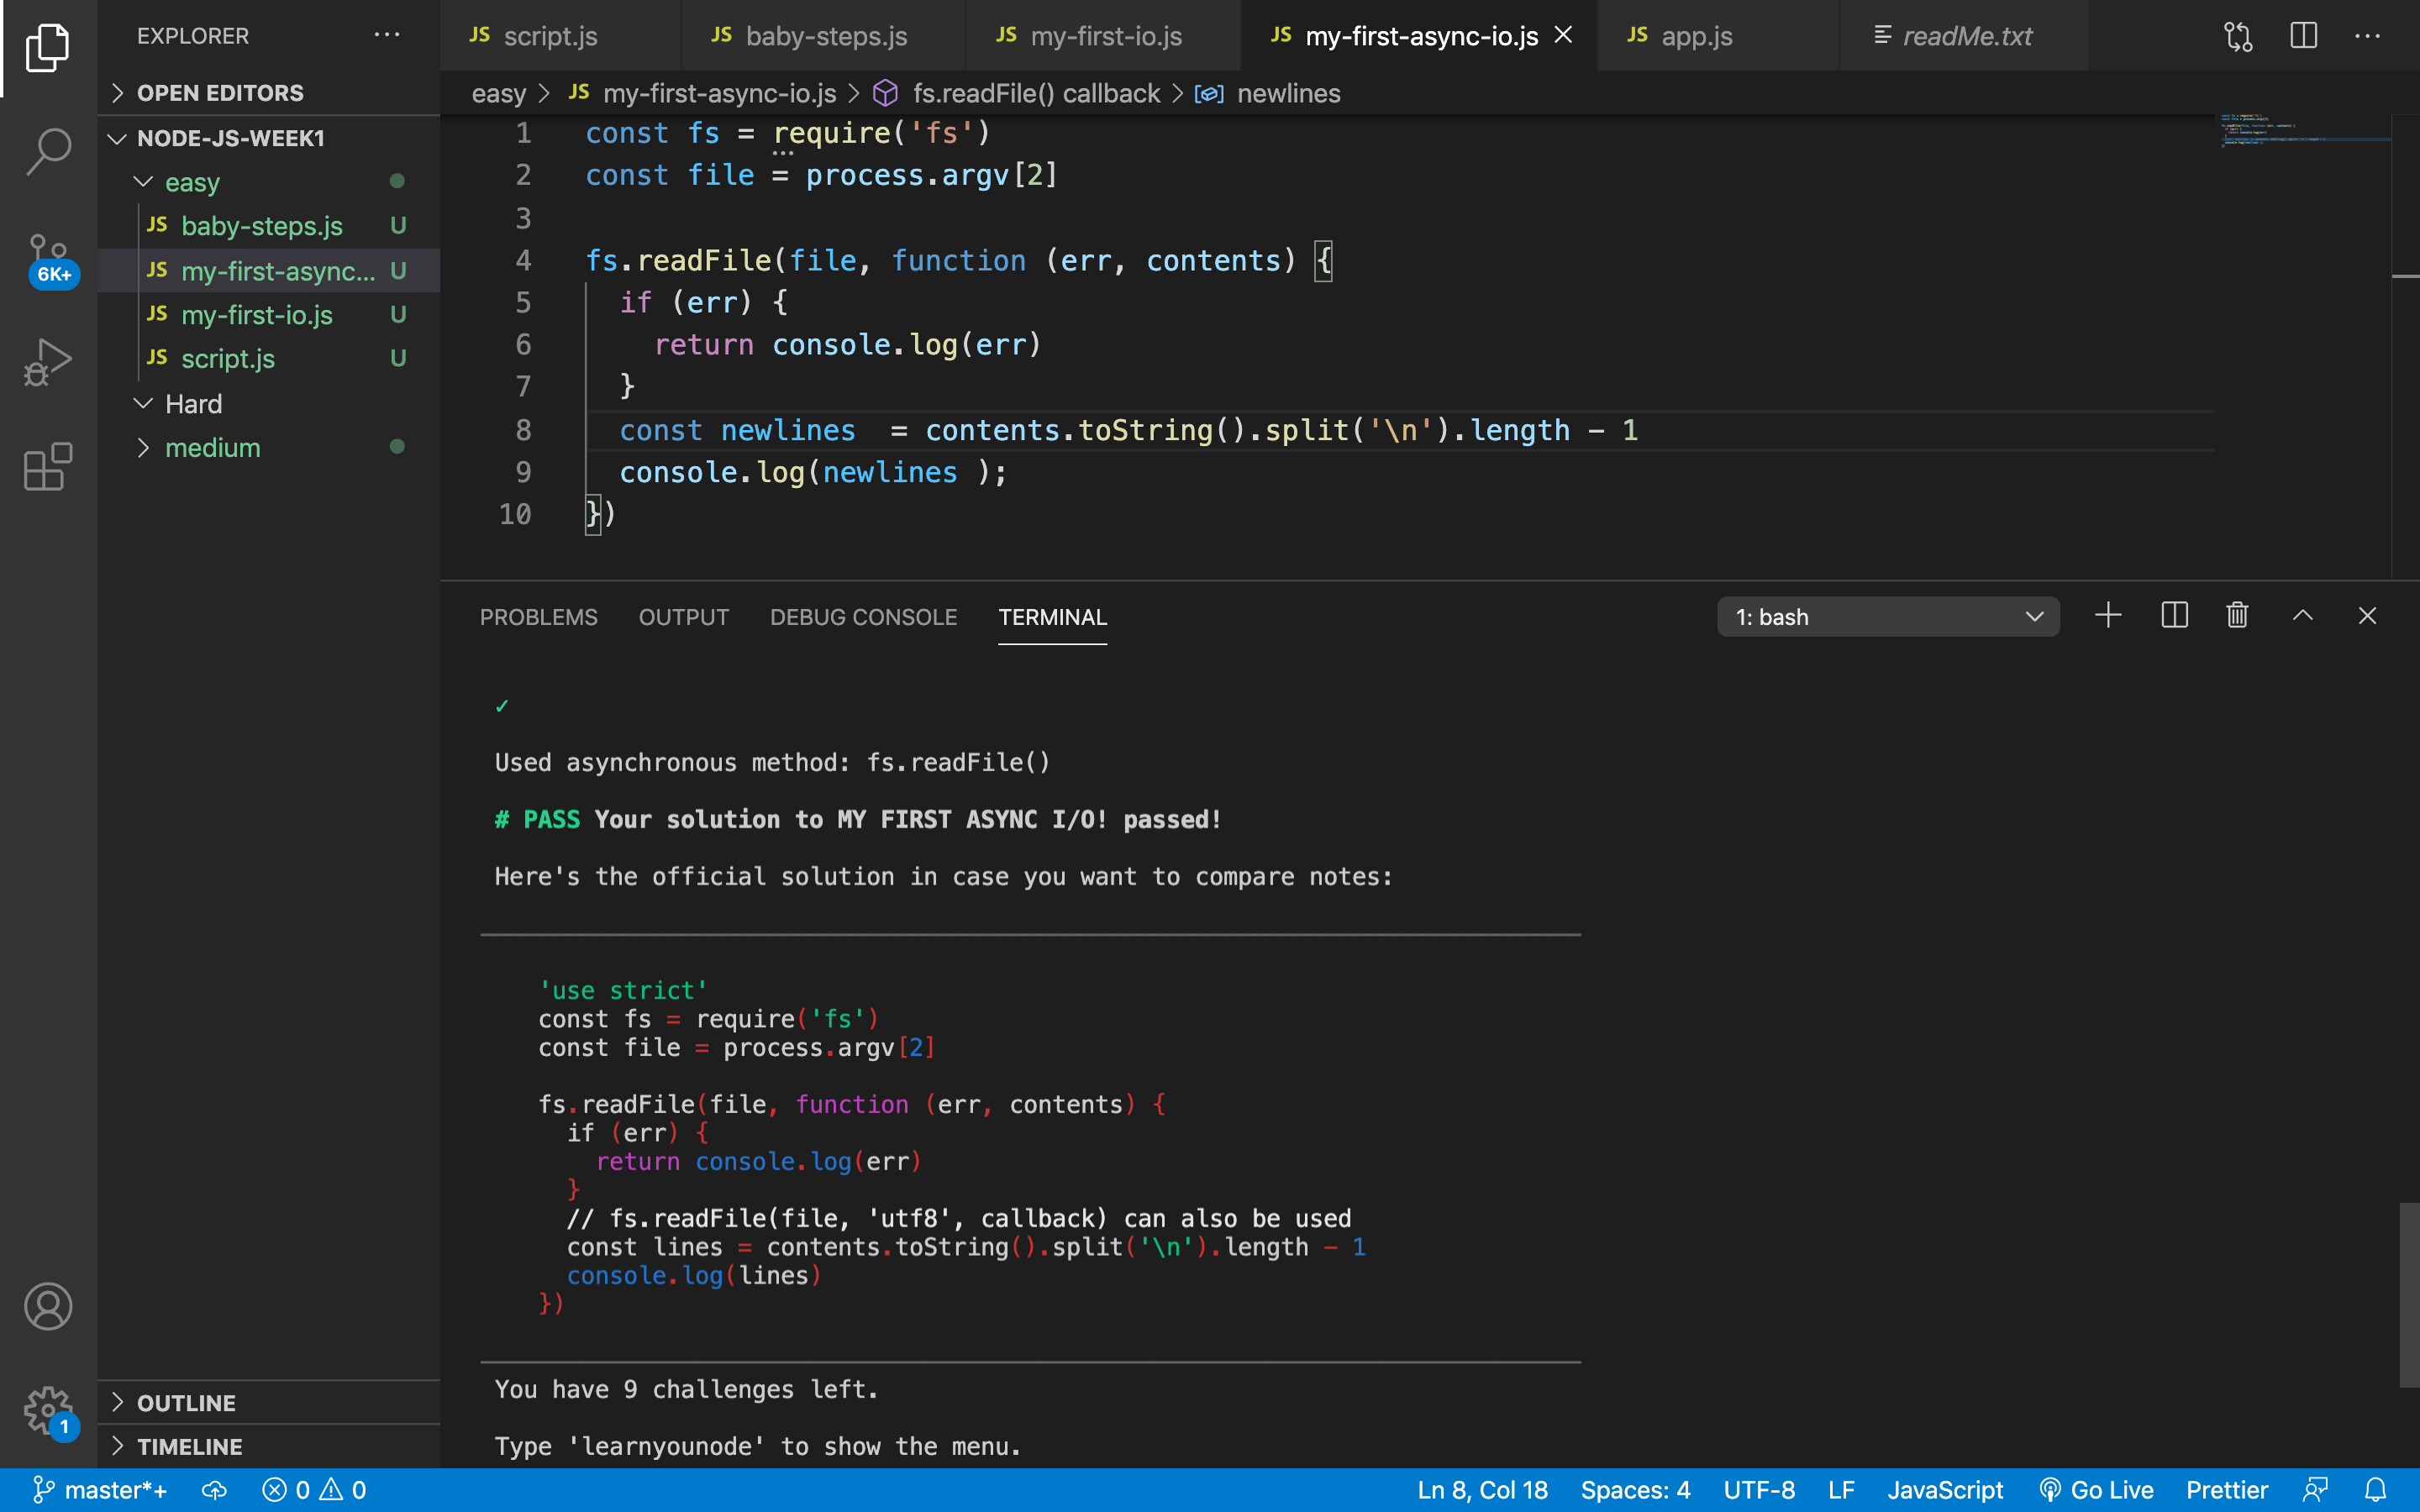 EXPLORER
OPEN EDITORS
NODE-JS-WEEK1
easy
JS baby-steps.js U
JS my-first-async... U
JS my-first-io.js U
JS script.js U
Hard
medium
6K+
OUTLINE
TIMELINE
1
JS script.js
JS baby-steps.js
JS my-first-io.js
JS my-first-async-io.js
JS app.js
readMe.txt
easy > JS my-first-async-io.js > fs.readFile() callback > newlines
1 const fs = require('fs')
2 const file = process.argv[2]
3
4 fs.readFile(file, function (err, contents) {
5 if (err) {
6 return console.log(err)
7 }
8 const newlines  = contents.toString().split('\n').length - 1
9 console.log(newlines );
10 })
PROBLEMS OUTPUT DEBUG CONSOLE TERMINAL
1: bash
✓
Used asynchronous method: fs.readFile()
# PASS Your solution to MY FIRST ASYNC I/O! passed!
Here's the official solution in case you want to compare notes:
'use strict'
const fs = require('fs')
const file = process.argv[2]
fs.readFile(file, function (err, contents) {
if (err) {
return console.log(err)
}
// fs.readFile(file, 'utf8', callback) can also be used
const lines = contents.toString().split('\n').length - 1
console.log(lines)
})
You have 9 challenges left.
Type 'learnyounode' to show the menu.
master*+ 0 0 Ln 8, Col 18 Spaces: 4 UTF-8 LF JavaScript Go Live Prettier